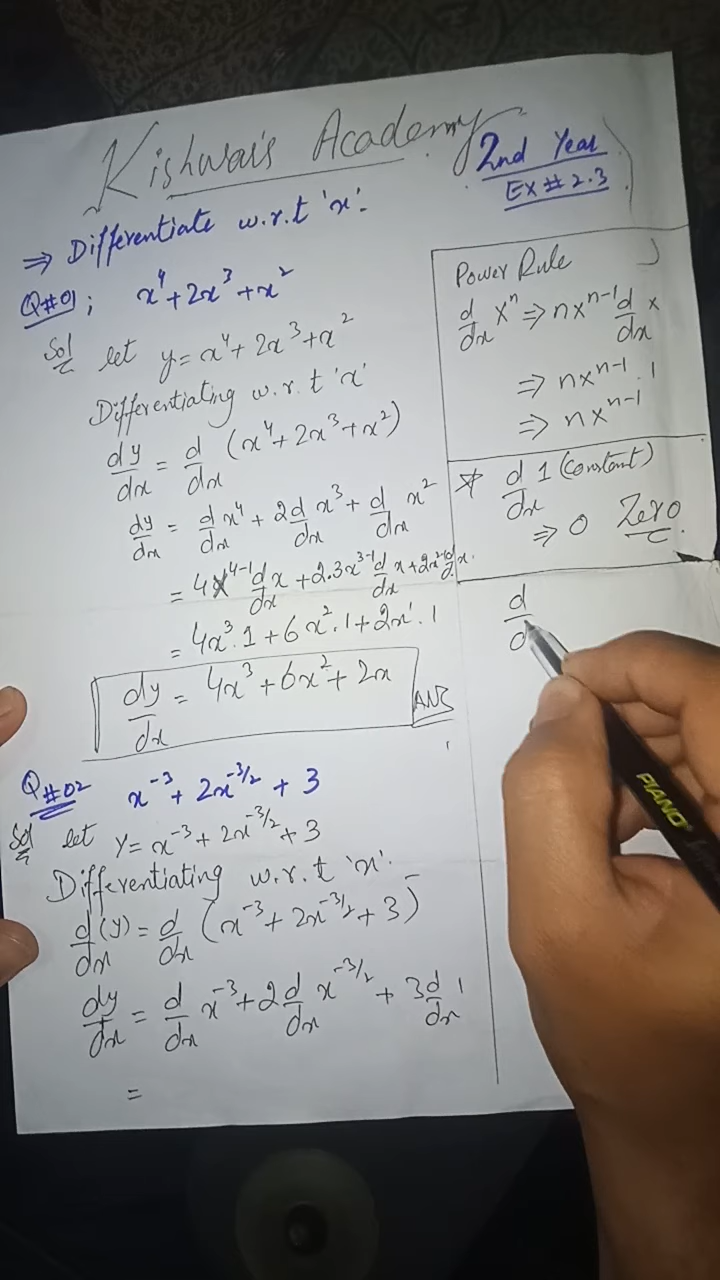 Kishwar's Academy
2nd Year
Ex # 2.3
⇒ Differentiate w.r.t 'x'.
Q#01; x⁴+2x³+x²
Sol let y=x⁴+2x³+x²
Differentiating w.r.t 'x'
dy/dx = d/dx (x⁴+2x³+x²)
dy/dx = d/dx x⁴ + 2d/dx x³ + d/dx x²
= 4x⁴⁻¹ d/dx x + 2.3x³⁻¹ d/dx x + 2x²⁻¹ d/dx x.
= 4x³.1+6x².1+2x¹.1
dy/dx = 4x³+6x²+2x ANS
Q#02 x⁻³ + 2x⁻³/² + 3
Sol let Y= x⁻³ + 2x⁻³/² + 3
Differentiating w.r.t 'x'.
d/dx (y) = d/dx (x⁻³ + 2x⁻³/² + 3)
dy/dx = d/dx x⁻³ + 2d/dx x⁻³/² + 3d/dx 1
=
Power Rule
d/dx xⁿ ⇒ nxⁿ⁻¹ d/dx x
⇒ nxⁿ⁻¹ . 1
⇒ nxⁿ⁻¹
* d/dx 1 (Constant)
⇒ 0 Zero
d/d
PIANO